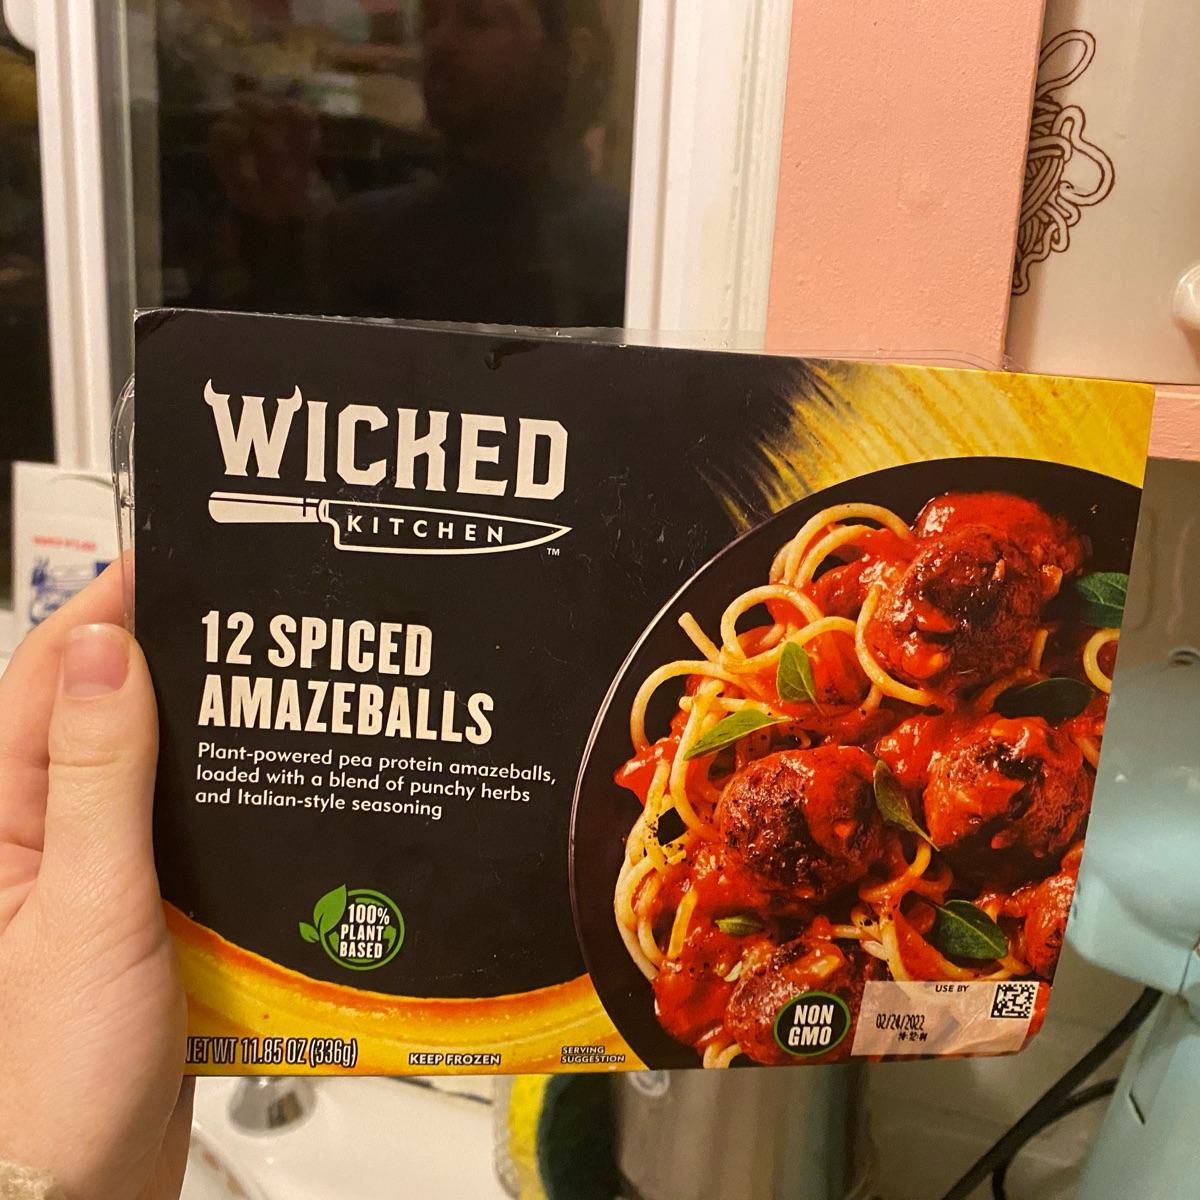 WICKED
KITCHEN
™
12 SPICED
AMAZEBALLS
Plant-powered pea protein amazeballs,
loaded with a blend of punchy herbs
and Italian-style seasoning
100%
PLANT
BASED
NET WT 11.85 OZ (336g)
KEEP FROZEN
SERVING
SUGGESTION
NON
GMO
USE BY
02/24/2022